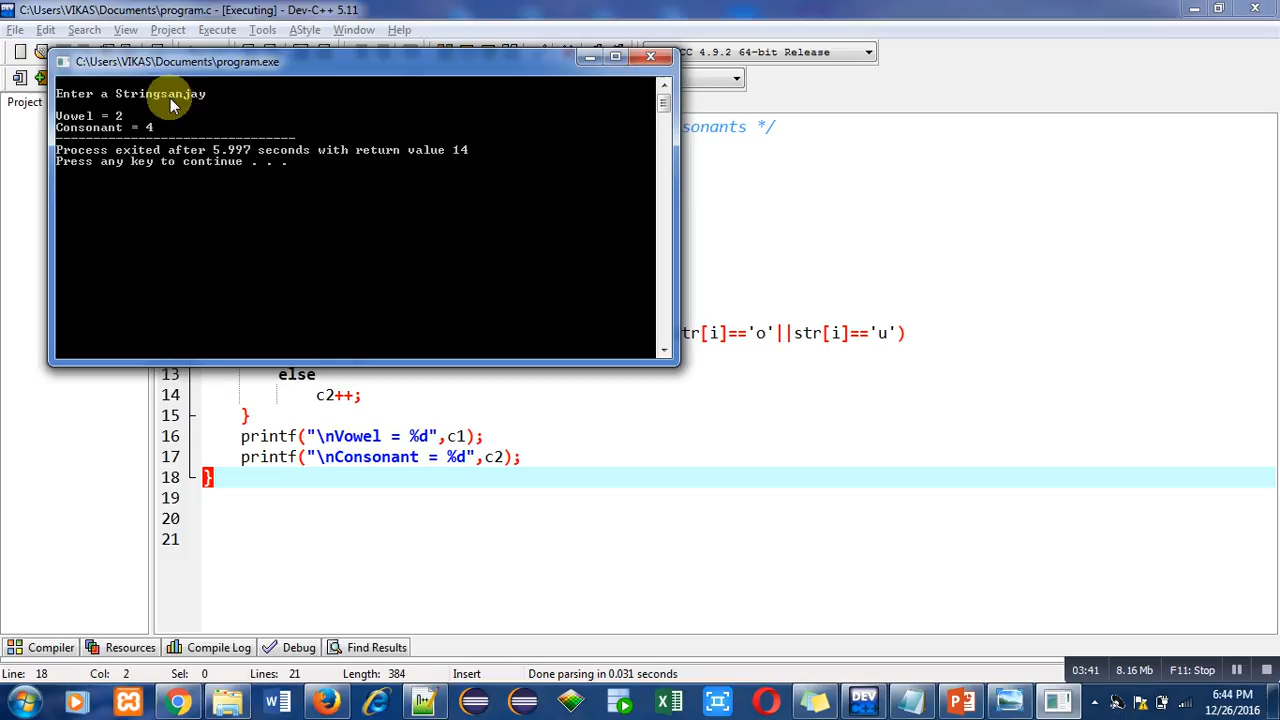 C:\Users\VIKAS\Documents\program.c - [Executing] - Dev-C++ 5.11
File Edit Search View Project Execute Tools AStyle Window Help
CC 4.9.2 64-bit Release
C:\Users\VIKAS\Documents\program.exe
Project
Enter a Stringsanjay
Vowel = 2
Consonant = 4
--------------------------------
Process exited after 5.997 seconds with return value 14
Press any key to continue . . .
sonants */
tr[i]=='o'||str[i]=='u')
13 else
14 c2++;
15 }
16 printf("\nVowel = %d",c1);
17 printf("\nConsonant = %d",c2);
18 }
19
20
21
Compiler Resources Compile Log Debug Find Results
Line: 18 Col: 2 Sel: 0 Lines: 21 Length: 384 Insert Done parsing in 0.031 seconds
03:41 8.16 Mb F11: Stop
DEV
6:44 PM
12/26/2016